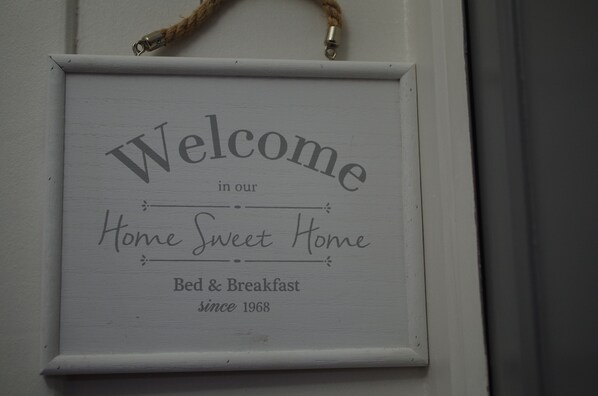 Welcome
in our
Home Sweet Home
Bed & Breakfast
since 1968